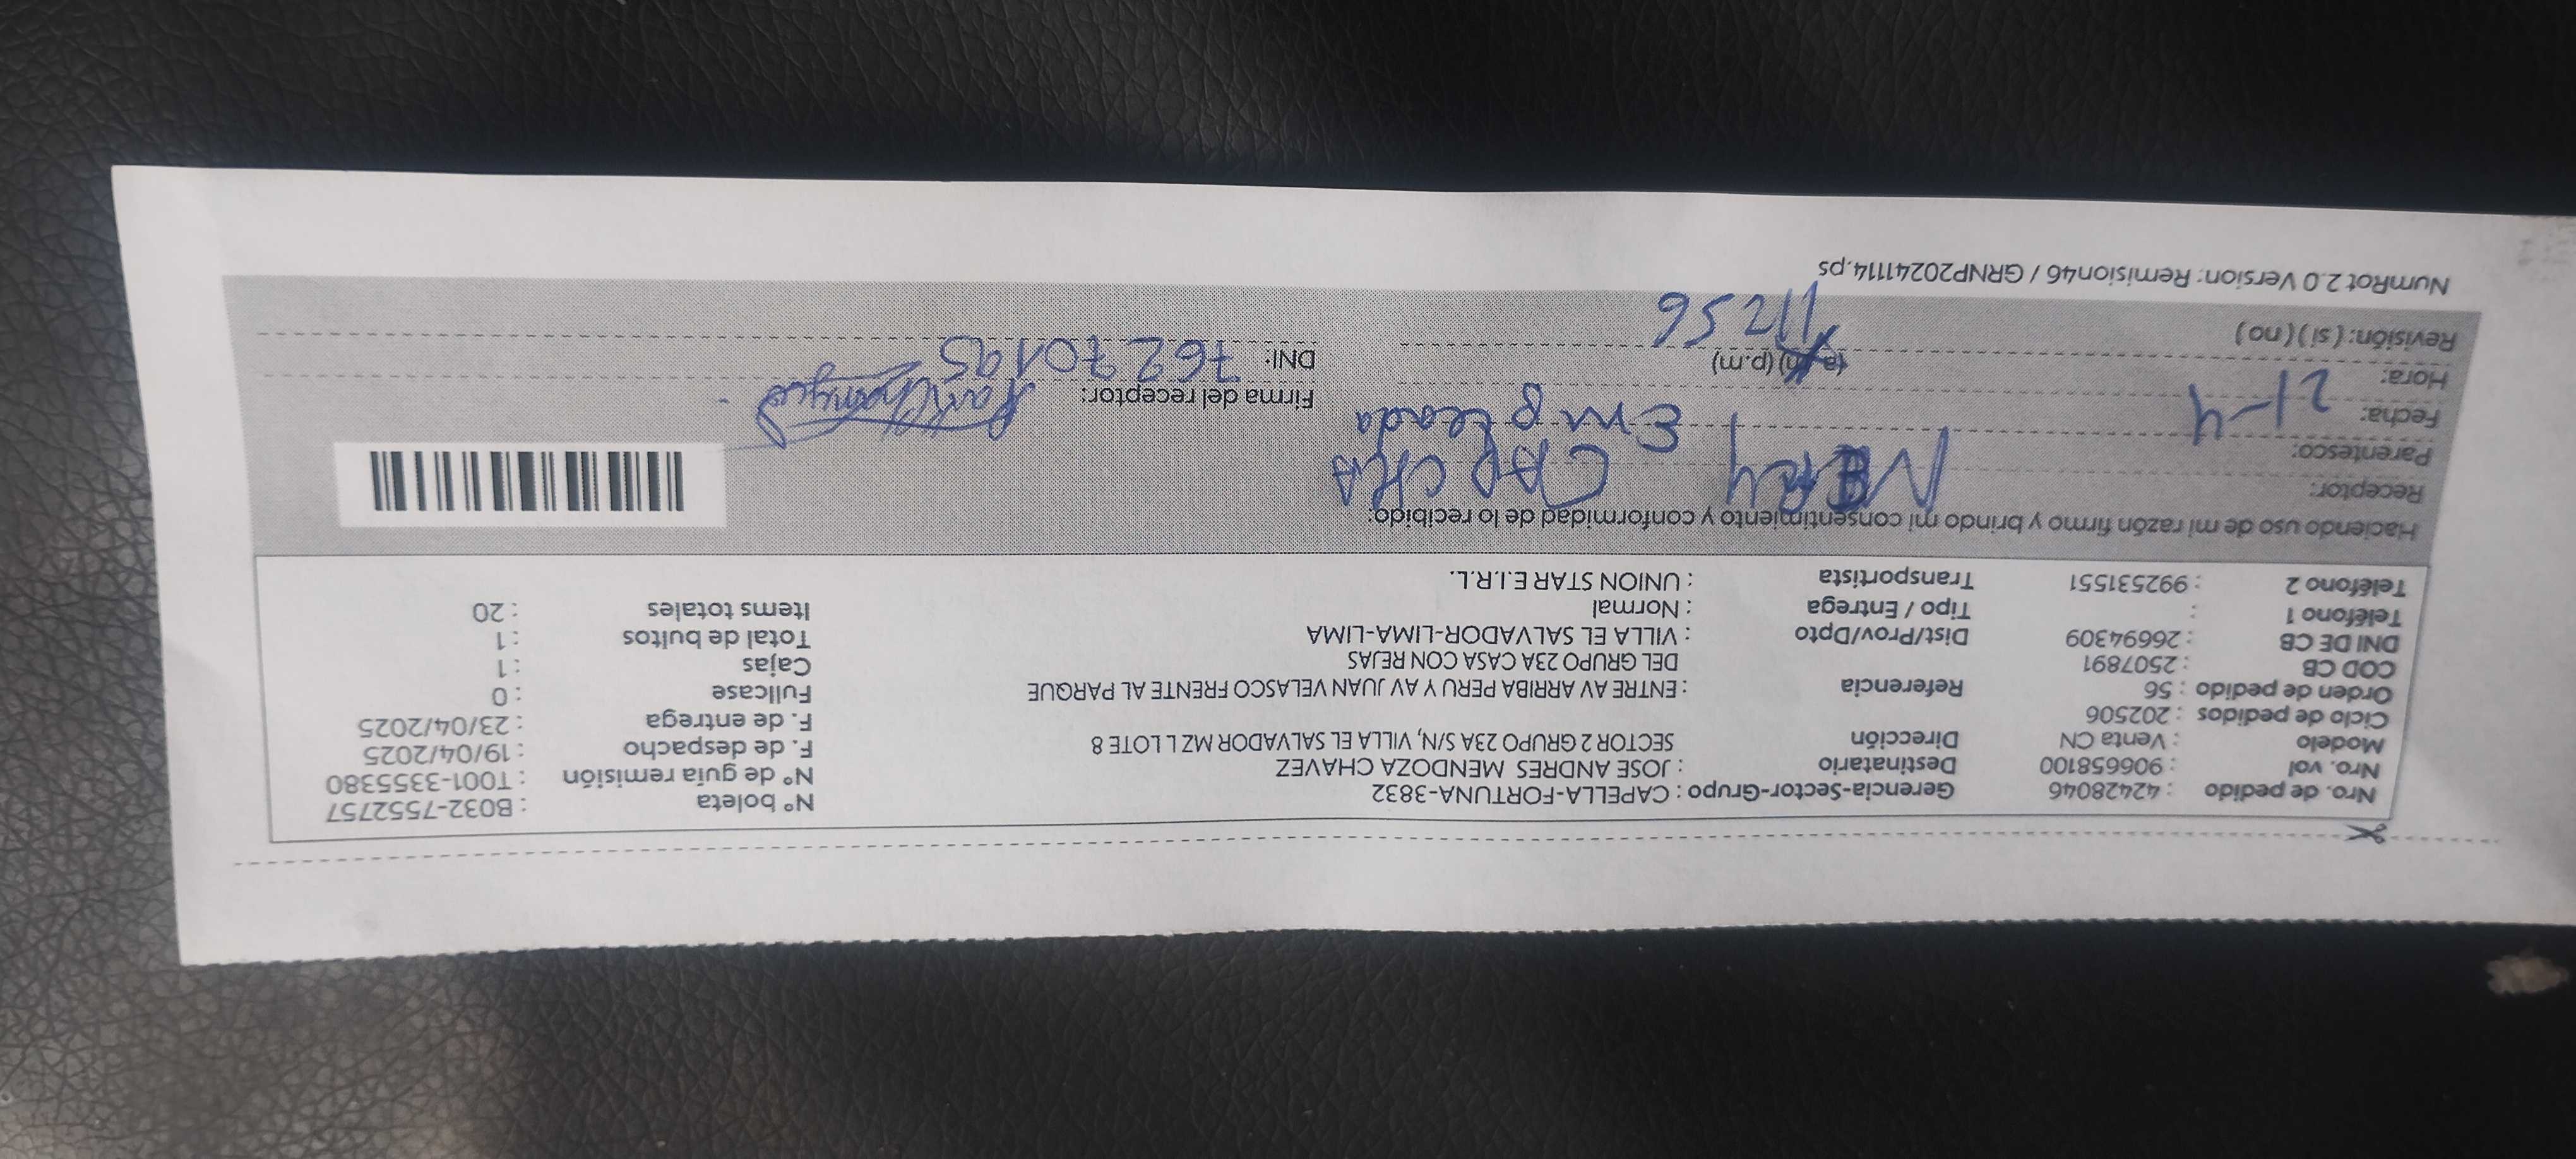 Nro. de pedido : 42428046 Gerencia-Sector-Grupo : CAPELLA-FORTUNA-3832 N° boleta : B032-7552757
Nro. vol : 906658100 Destinatario : JOSE ANDRES MENDOZA CHAVEZ N° de guía remisión : T001-3355380
Modelo : Venta CN Dirección SECTOR 2 GRUPO 23A S/N, VILLA EL SALVADOR MZ L LOTE 8 F. de despacho : 19/04/2025
Ciclo de pedidos : 202506 F. de entrega : 23/04/2025
Orden de pedido : 56 Referencia : ENTRE AV ARRIBA PERU Y AV JUAN VELASCO FRENTE AL PARQUE Fullcase : 0
COD CB : 2507891 DEL GRUPO 23A CASA CON REJAS Cajas : 1
DNI DE CB : 26694309 Dist/Prov/Dpto : VILLA EL SALVADOR-LIMA-LIMA Total de bultos : 1
Teléfono 1 : Tipo / Entrega : Normal Items totales : 20
Teléfono 2 : 992531551 Transportista : UNION STAR E.I.R.L.
Haciendo uso de mi razón firmo y brindo mi consentimiento y conformidad de lo recibido:
Receptor:
Parentesco: Empleada
Fecha: 21-4 Firma del receptor:
Hora: (a.m) (p.m) 11256 DNI: 76270195
Revisión: (si) (no)
NumRot 2.0 Version: Remision46 / GRNP20241114.ps